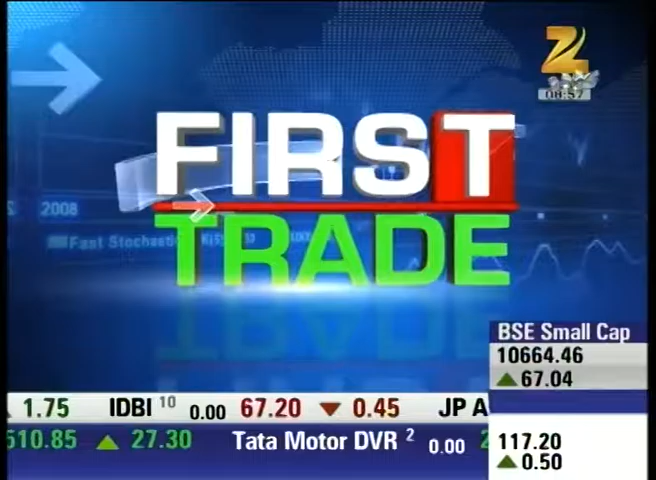 Z
08:57
FIRST
TRADE
2008
Fast Stochastic
BSE Small Cap
10664.46
▲ 67.04
1.75 IDBI 10 0.00 67.20 ▼ 0.45 JP A
510.85 ▲ 27.30 Tata Motor DVR 2 0.00 2
117.20
▲ 0.50